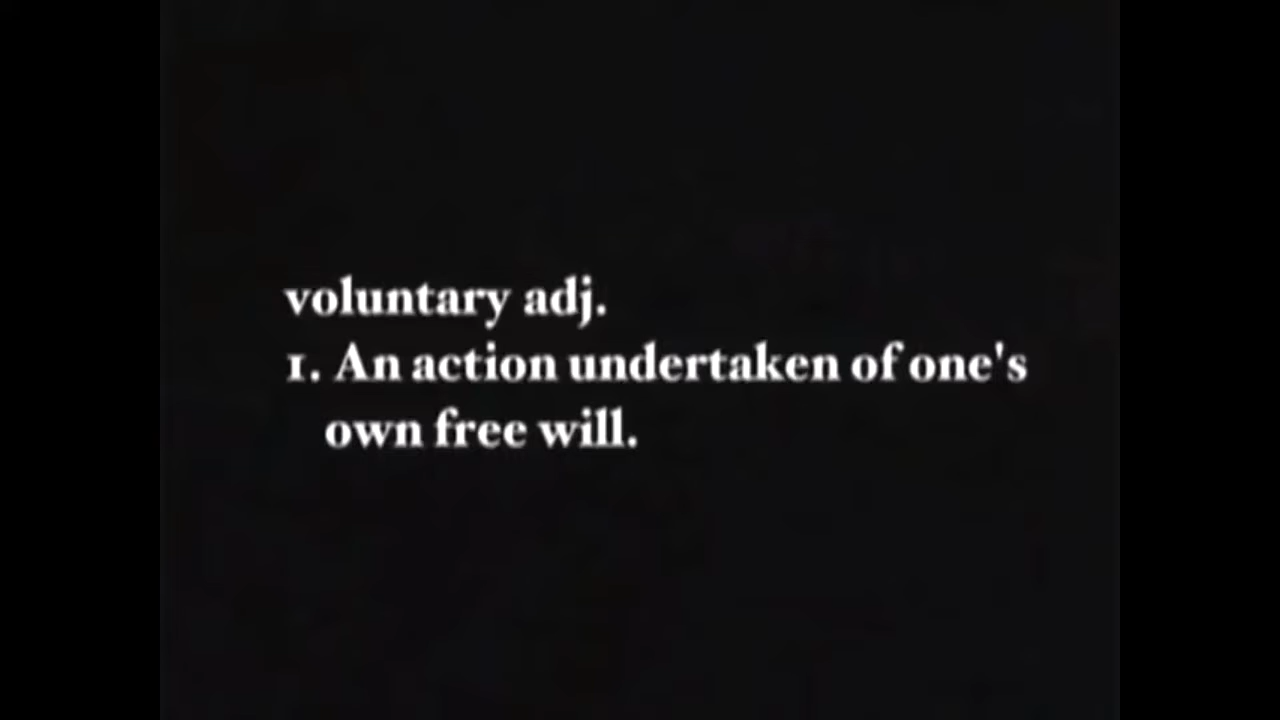 voluntary adj.
1. An action undertaken of one's
own free will.